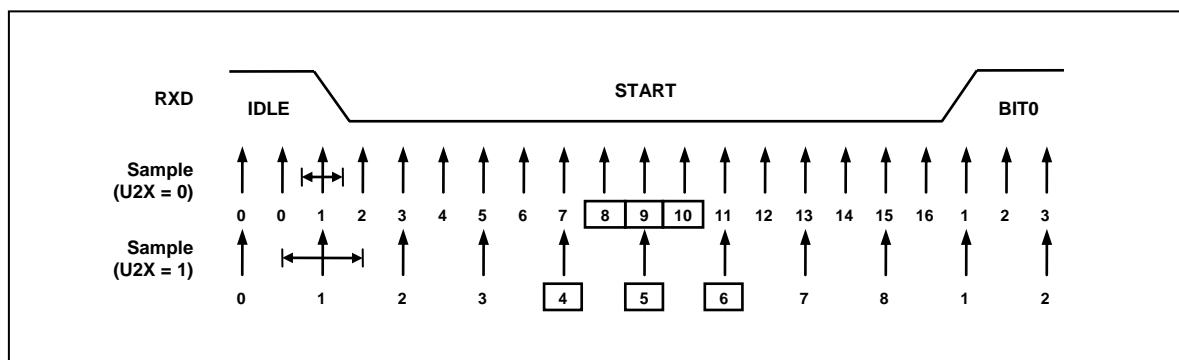 START
RXD
IDLE
BIT0
Sample
(U2X = 0)
0 0 1 2 3 4 5 6 7 8 9 10 11 12 13 14 15 16 1 2 3
Sample
(U2X = 1)
0 1 2 3 4 5 6 7 8 1 2